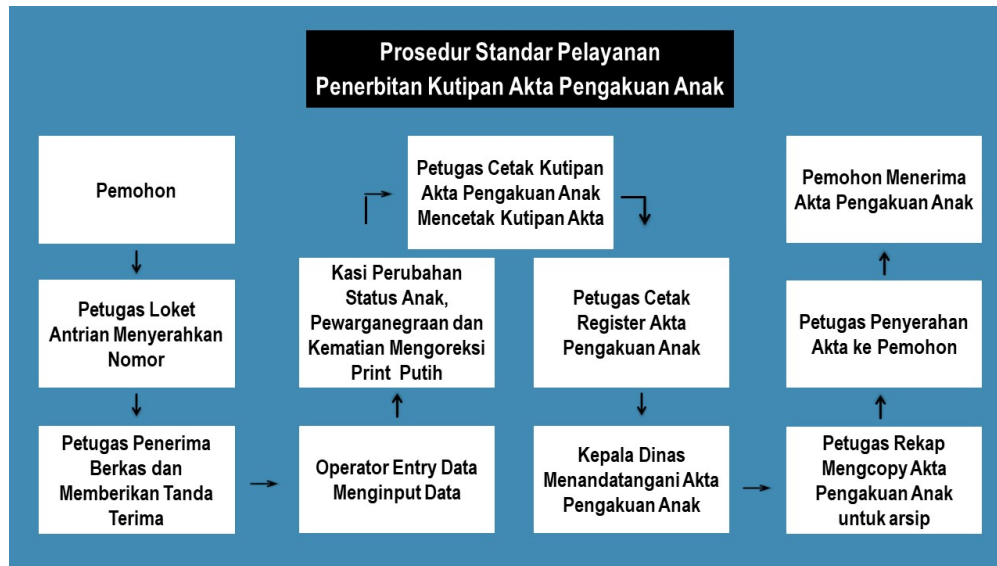 Prosedur Standar Pelayanan
Penerbitan Kutipan Akta Pengakuan Anak
Pemohon
Petugas Loket
Antrian Menyerahkan
Nomor
Petugas Penerima
Berkas dan
Memberikan Tanda
Terima
Operator Entry Data
Menginput Data
Kasi Perubahan
Status Anak,
Pewarganegraan dan
Kematian Mengoreksi
Print Putih
Petugas Cetak Kutipan
Akta Pengakuan Anak
Mencetak Kutipan Akta
Petugas Cetak
Register Akta
Pengakuan Anak
Kepala Dinas
Menandatangani Akta
Pengakuan Anak
Petugas Rekap
Mengcopy Akta
Pengakuan Anak
untuk arsip
Petugas Penyerahan
Akta ke Pemohon
Pemohon Menerima
Akta Pengakuan Anak